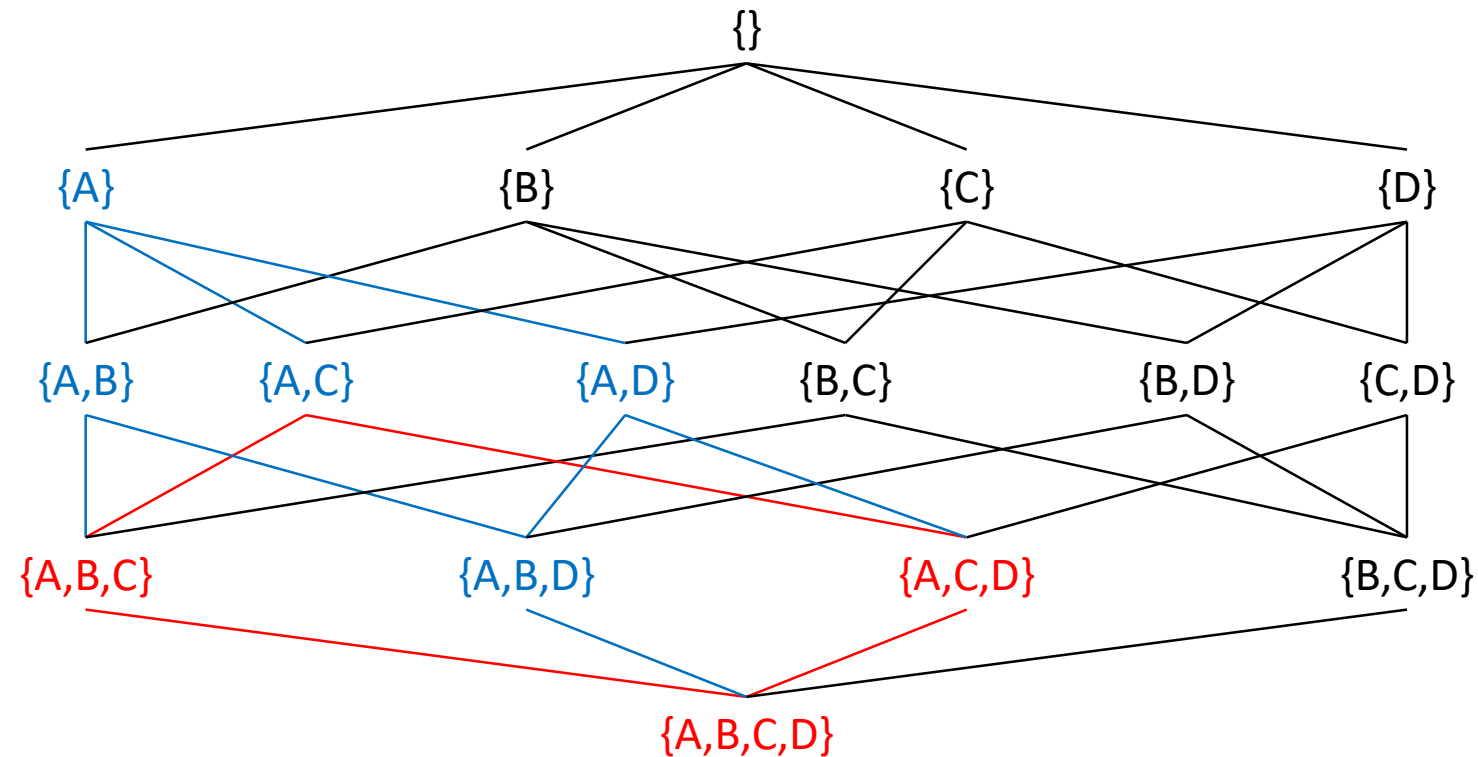 {}
{A} {B} {C} {D}
{A,B} {A,C} {A,D} {B,C} {B,D} {C,D}
{A,B,C} {A,B,D} {A,C,D} {B,C,D}
{A,B,C,D}